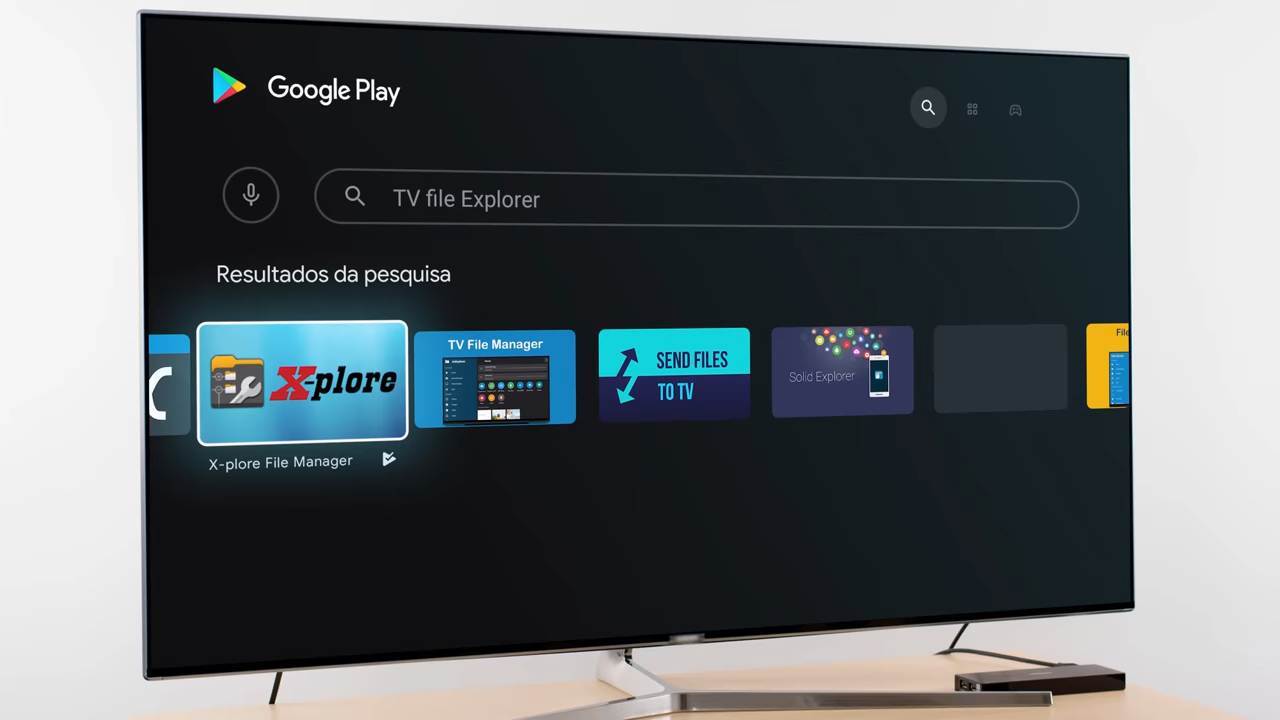 Google Play
TV file Explorer
Resultados da pesquisa
X-plore
TV File Manager
SEND FILES
TO TV
Solid Explorer
File
X-plore File Manager